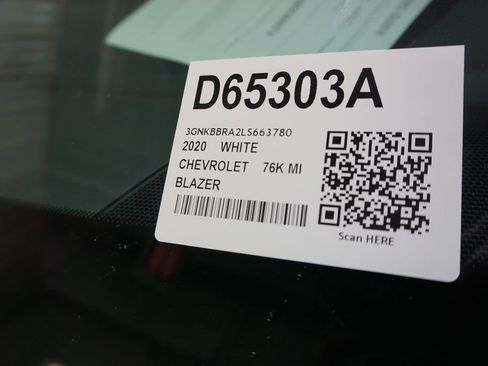 D65303A
3GNKBBRA2LS663780
2020 WHITE
CHEVROLET 76K MI
BLAZER
Scan HERE